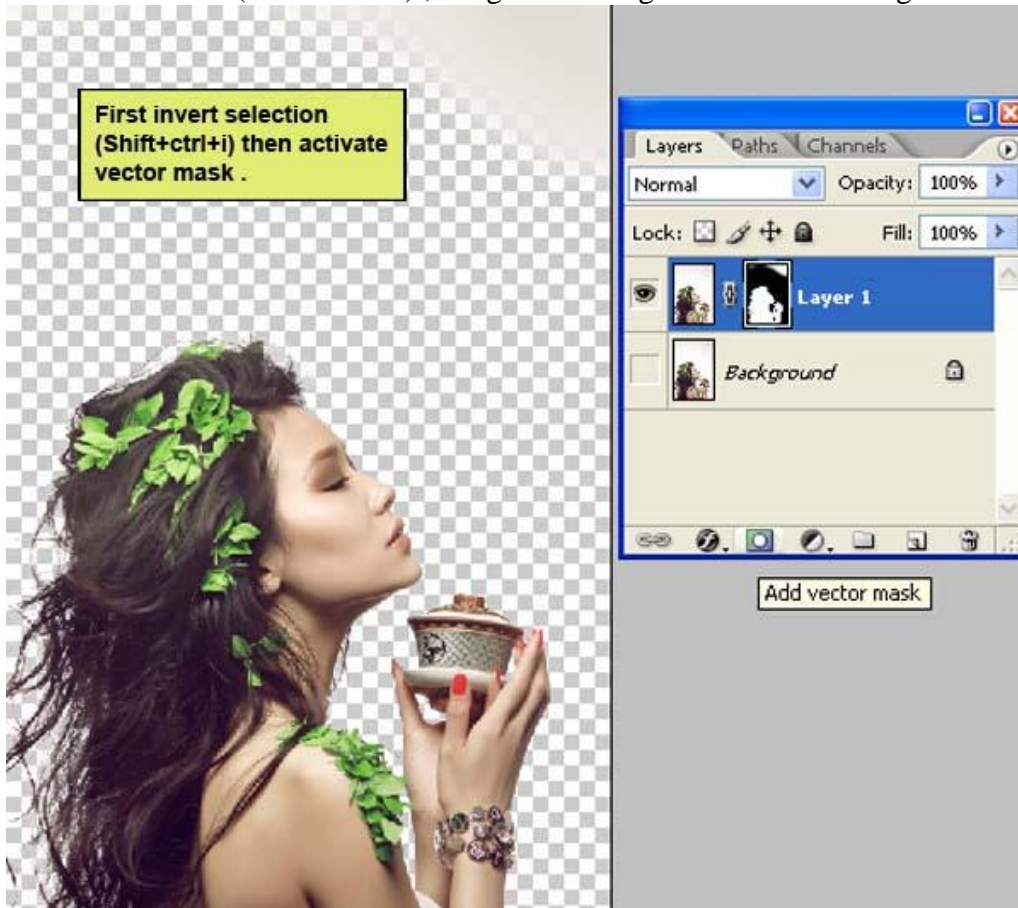 First invert selection
(Shift+ctrl+i) then activate
vector mask .
Layers Paths Channels
Normal Opacity: 100%
Lock: Fill: 100%
Layer 1
Background
Add vector mask